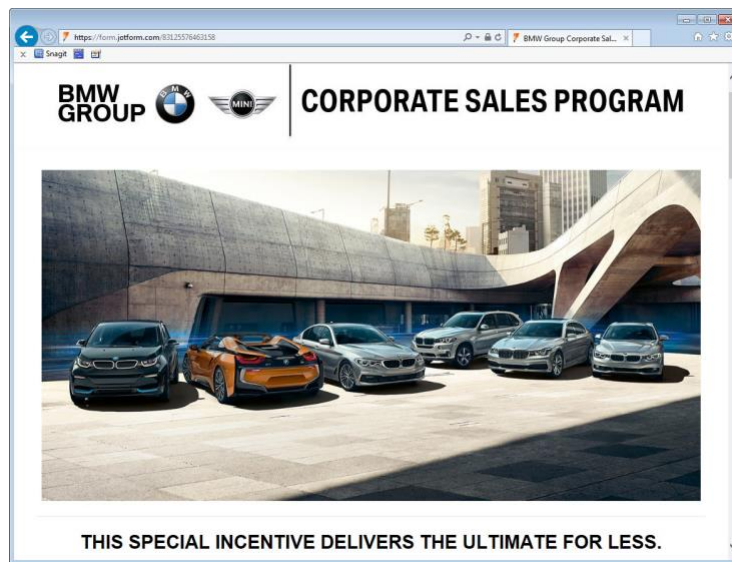 https://form.jotform.com/83125576463158
BMW Group Corporate Sal...
Snagit
BMW
GROUP
BMW
MINI
CORPORATE SALES PROGRAM
THIS SPECIAL INCENTIVE DELIVERS THE ULTIMATE FOR LESS.